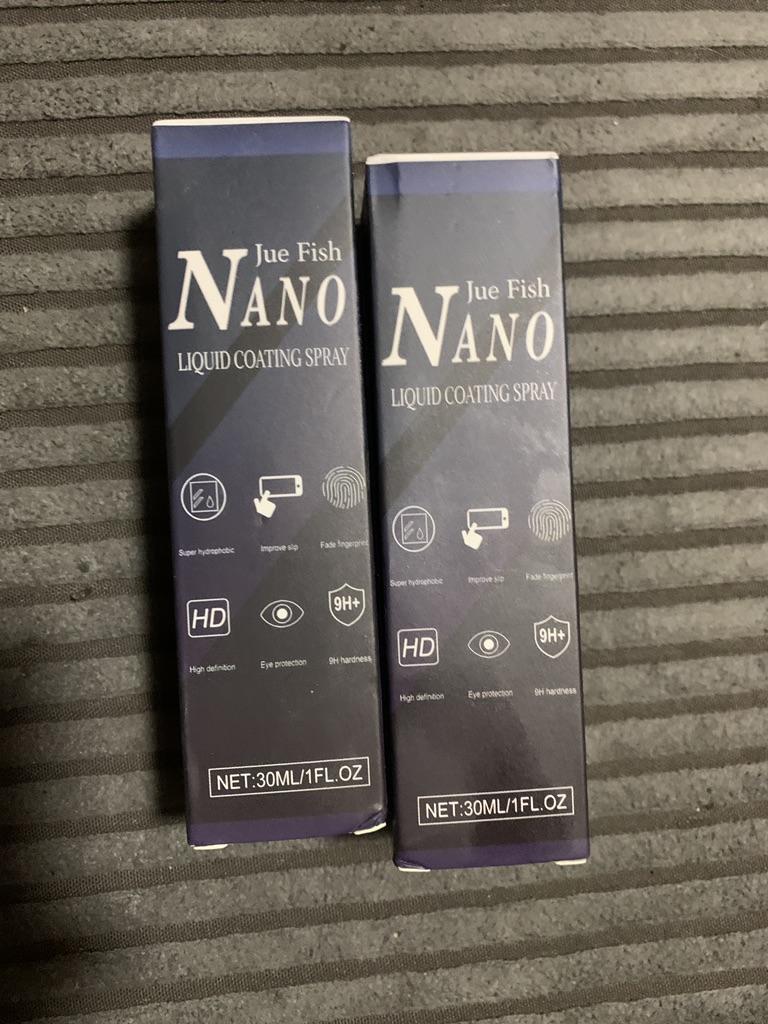 Jue Fish
NANO
LIQUID COATING SPRAY
Super hydrophobic
Improve slip
Fade fingerprint
HD
9H+
High definition
Eye protection
9H hardness
NET:30ML/1FL.OZ
Jue Fish
NANO
LIQUID COATING SPRAY
Super hydrophobic
Improve slip
Fade fingerprint
HD
9H+
High definition
Eye protection
9H hardness
NET:30ML/1FL.OZ